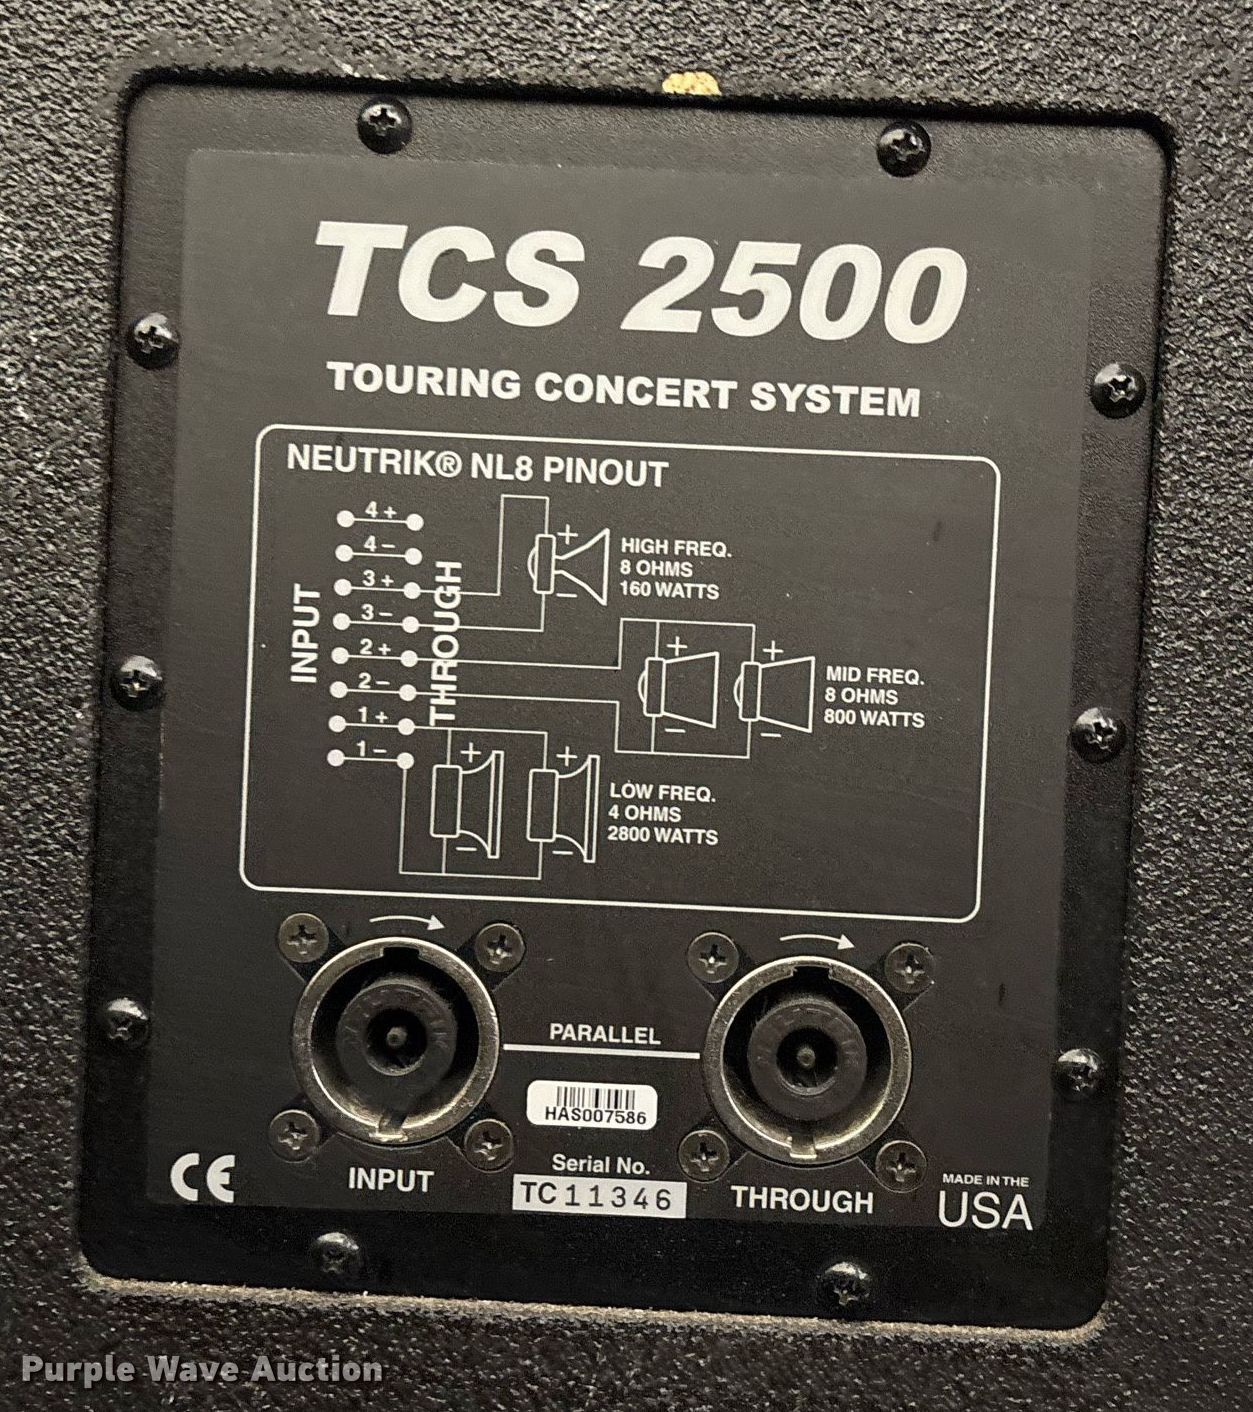 TCS 2500
TOURING CONCERT SYSTEM
NEUTRIK® NL8 PINOUT
INPUT
4 +
4 –
3 +
3 –
2 +
2 –
1 +
1 –
THROUGH
+
–
HIGH FREQ.
8 OHMS
160 WATTS
+
–
+
–
MID FREQ.
8 OHMS
800 WATTS
+
–
+
–
LOW FREQ.
4 OHMS
2800 WATTS
PARALLEL
HAS007586
Serial No.
TC11346
INPUT
THROUGH
CE
MADE IN THE
USA
Purple Wave Auction